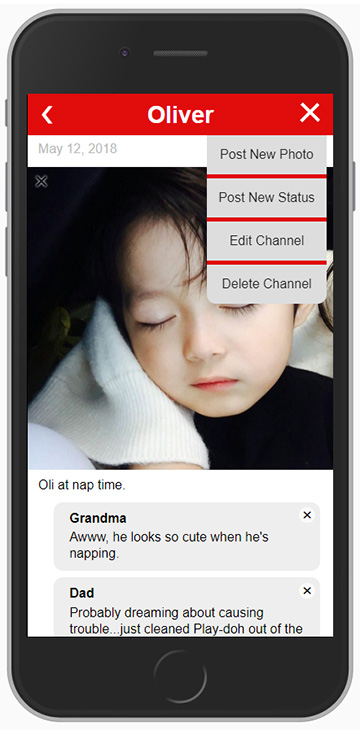 Oliver
May 12, 2018
Post New Photo
Post New Status
Edit Channel
Delete Channel
Oli at nap time.
Grandma
Awww, he looks so cute when he's
napping.
Dad
Probably dreaming about causing
trouble...just cleaned Play-doh out of the